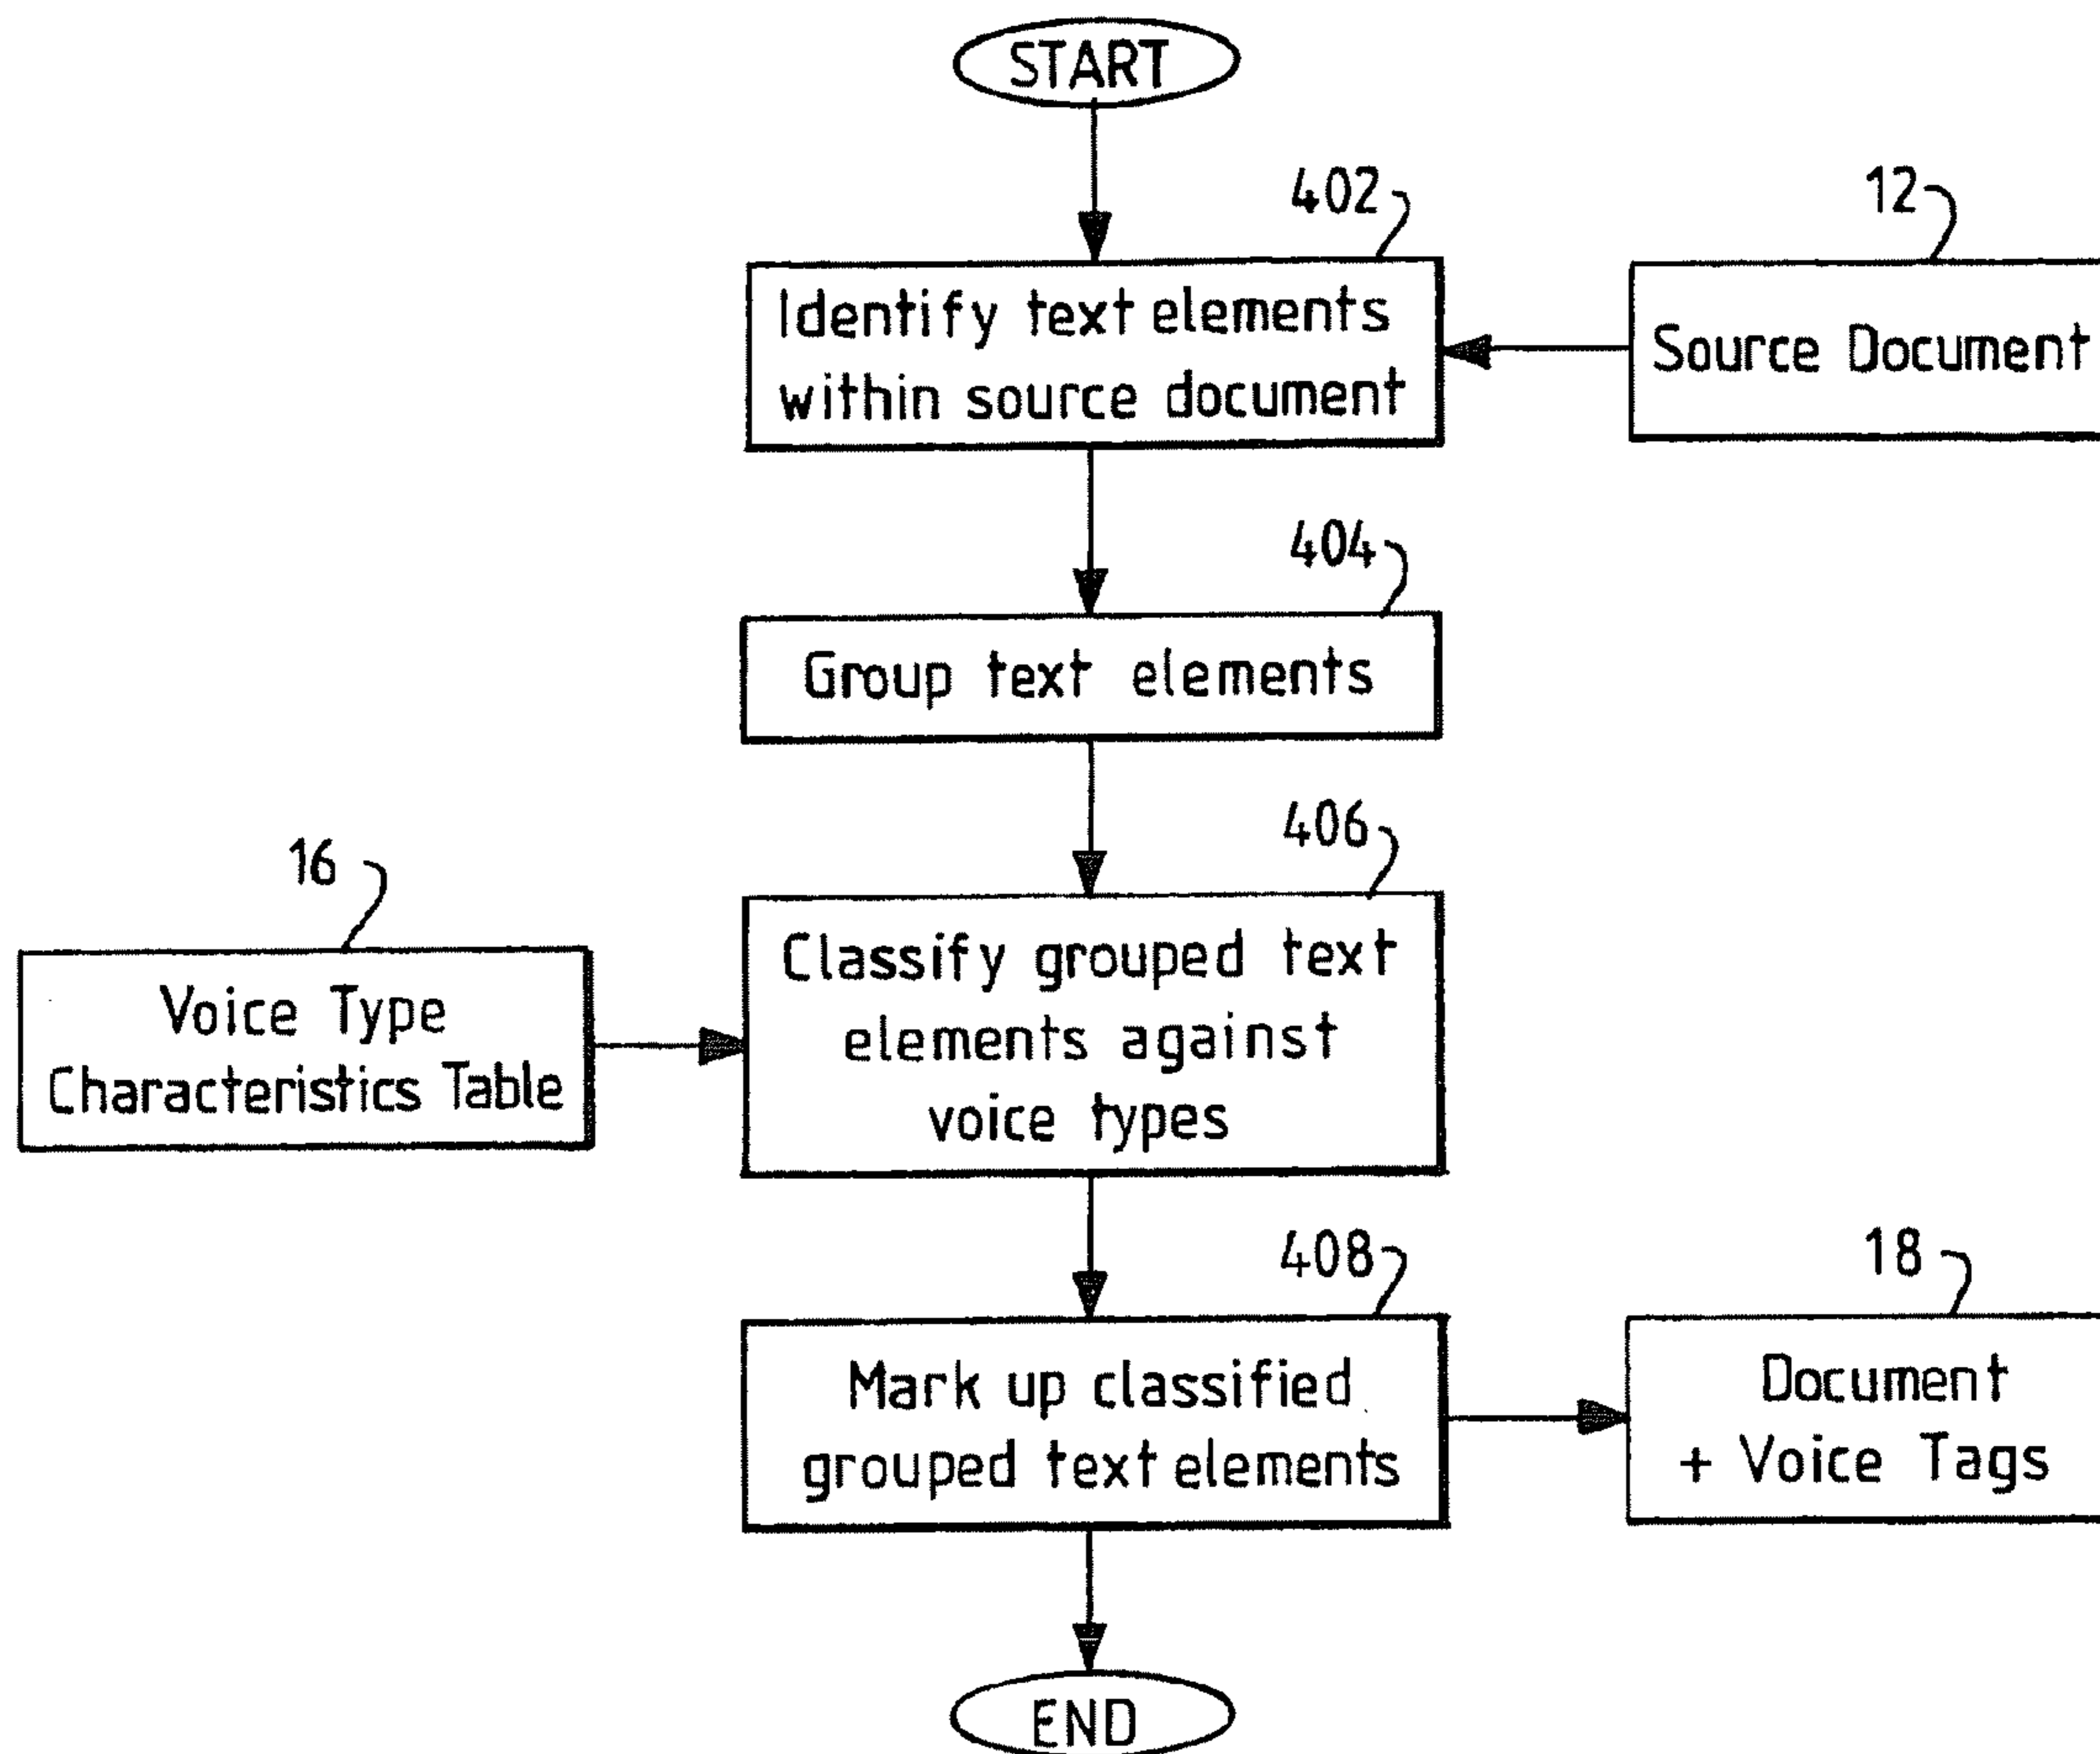 START
402
12
Identify text elements
within source document
Source Document
404
Group text elements
406
16
Classify grouped text
elements against
voice types
Voice Type
Characteristics Table
408
18
Mark up classified
grouped text elements
Document
+ Voice Tags
END